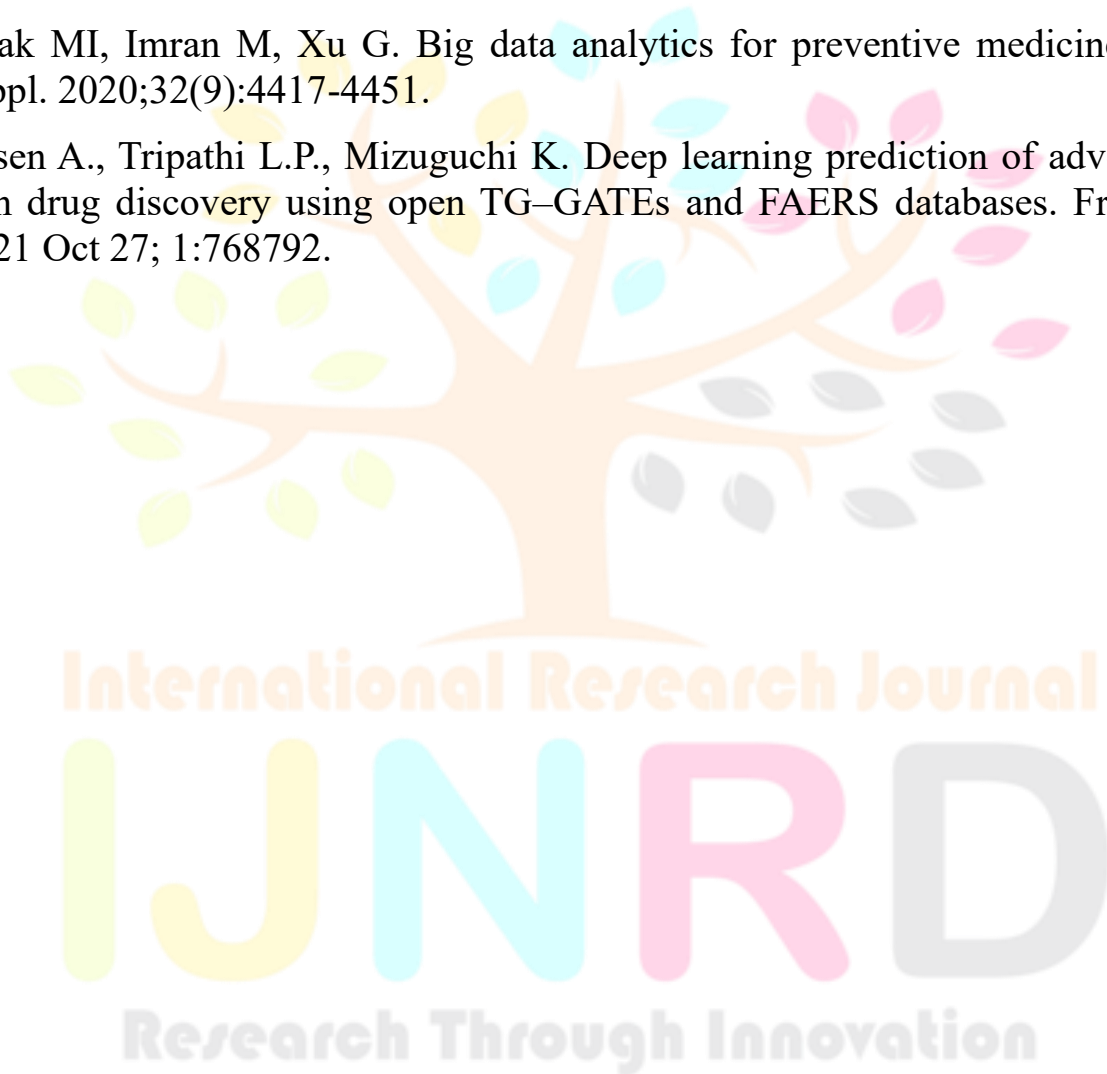 ak MI, Imran M, Xu G. Big data analytics for preventive medicine
ppl. 2020;32(9):4417-4451.
sen A., Tripathi L.P., Mizuguchi K. Deep learning prediction of adv
n drug discovery using open TG–GATEs and FAERS databases. Fr
21 Oct 27; 1:768792.
International Research Journal
IJNRD
Research Through Innovation